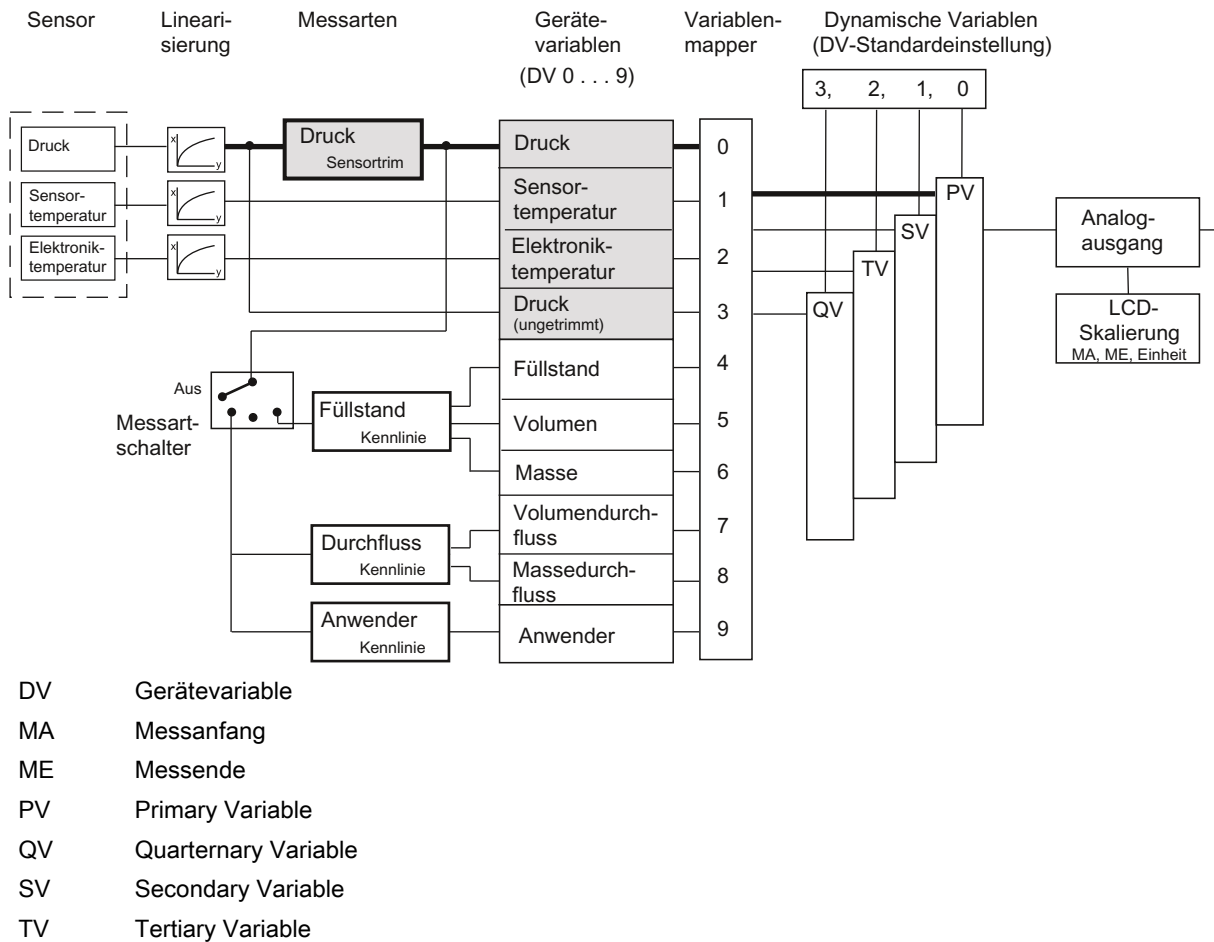 Sensor
Lineari-
sierung
Messarten
Geräte-
variablen
(DV 0 . . . 9)
Variablen-
mapper
Dynamische Variablen
(DV-Standardeinstellung)
3, 2, 1, 0
Druck
x
y
Druck
Sensortrim
Druck
0
Sensor-
temperatur
x
y
Sensor-
temperatur
1
Elektronik-
temperatur
x
y
Elektronik-
temperatur
2
Druck
(ungetrimmt)
3
PV
SV
TV
QV
Analog-
ausgang
LCD-
Skalierung
MA, ME, Einheit
Aus
Messart-
schalter
Füllstand
Kennlinie
Füllstand
4
Volumen
5
Masse
6
Durchfluss
Kennlinie
Volumendurch-
fluss
7
Massedurch-
fluss
8
Anwender
Kennlinie
Anwender
9
DV Gerätevariable
MA Messanfang
ME Messende
PV Primary Variable
QV Quarternary Variable
SV Secondary Variable
TV Tertiary Variable